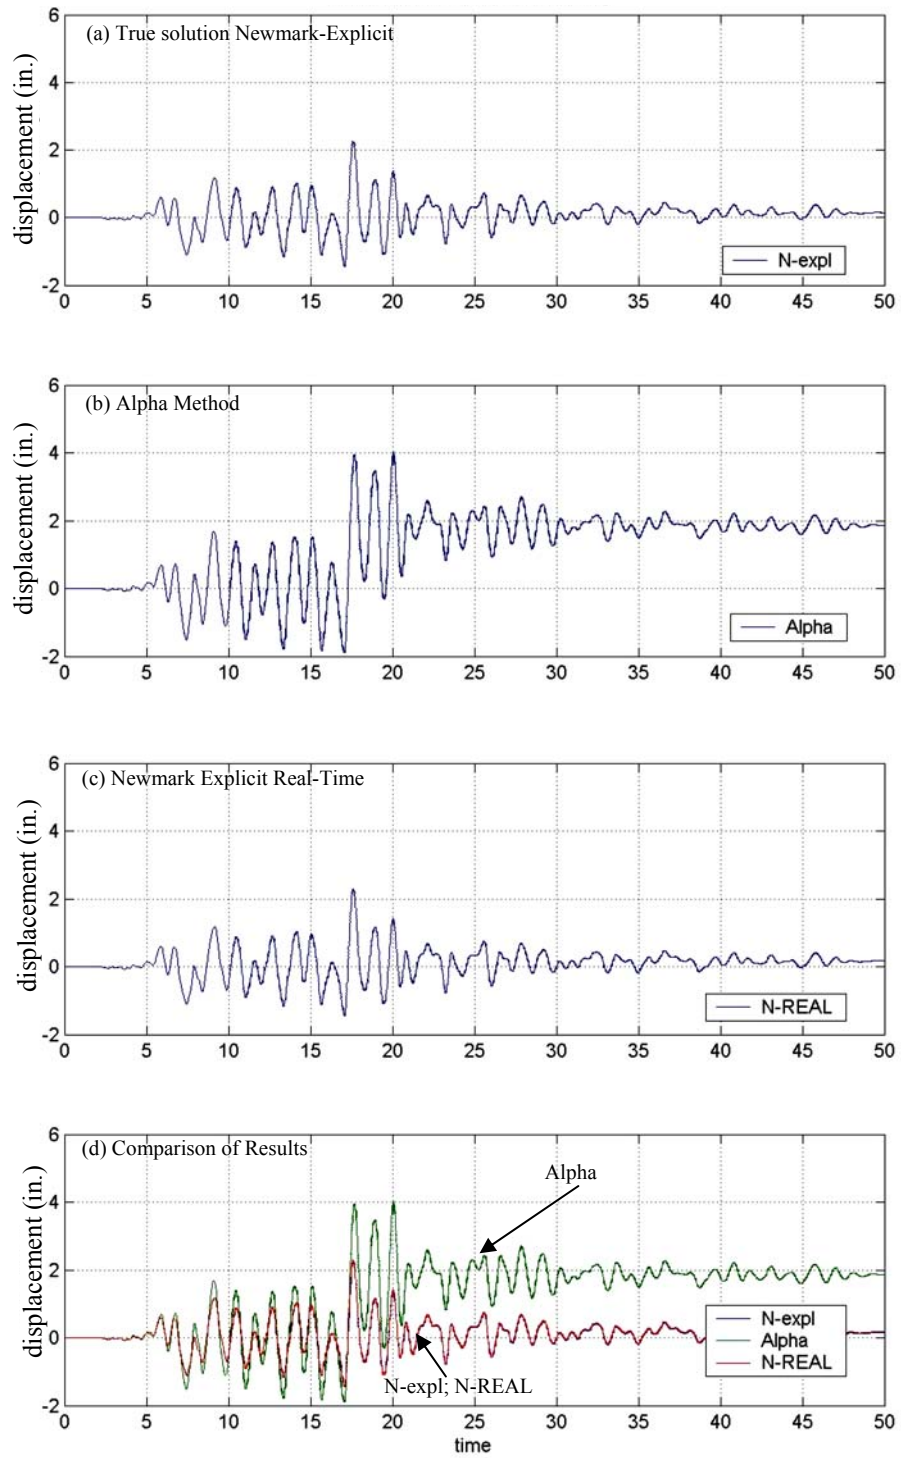 (a) True solution Newmark-Explicit
displacement (in.)
6
4
2
0
-2
N-expl
0 5 10 15 20 25 30 35 40 45 50
(b) Alpha Method
displacement (in.)
6
4
2
0
-2
Alpha
0 5 10 15 20 25 30 35 40 45 50
(c) Newmark Explicit Real-Time
displacement (in.)
6
4
2
0
-2
N-REAL
0 5 10 15 20 25 30 35 40 45 50
(d) Comparison of Results
displacement (in.)
6
4
2
0
-2
Alpha
N-expl; N-REAL
N-expl
Alpha
N-REAL
0 5 10 15 20 25 30 35 40 45 50
time